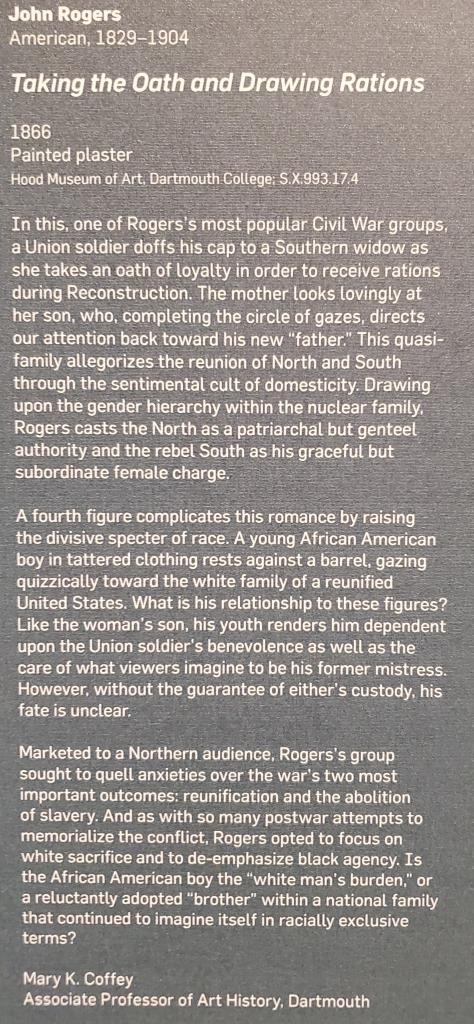 John Rogers
American, 1829–1904
Taking the Oath and Drawing Rations
1866
Painted plaster
Hood Museum of Art, Dartmouth College; S.X.993.17.4
In this, one of Rogers's most popular Civil War groups,
a Union soldier doffs his cap to a Southern widow as
she takes an oath of loyalty in order to receive rations
during Reconstruction. The mother looks lovingly at
her son, who, completing the circle of gazes, directs
our attention back toward his new "father." This quasi-
family allegorizes the reunion of North and South
through the sentimental cult of domesticity. Drawing
upon the gender hierarchy within the nuclear family,
Rogers casts the North as a patriarchal but genteel
authority and the rebel South as his graceful but
subordinate female charge.
A fourth figure complicates this romance by raising
the divisive specter of race. A young African American
boy in tattered clothing rests against a barrel, gazing
quizzically toward the white family of a reunified
United States. What is his relationship to these figures?
Like the woman's son, his youth renders him dependent
upon the Union soldier's benevolence as well as the
care of what viewers imagine to be his former mistress.
However, without the guarantee of either's custody, his
fate is unclear.
Marketed to a Northern audience, Rogers's group
sought to quell anxieties over the war's two most
important outcomes: reunification and the abolition
of slavery. And as with so many postwar attempts to
memorialize the conflict, Rogers opted to focus on
white sacrifice and to de-emphasize black agency. Is
the African American boy the "white man's burden," or
a reluctantly adopted "brother" within a national family
that continued to imagine itself in racially exclusive
terms?
Mary K. Coffey
Associate Professor of Art History, Dartmouth